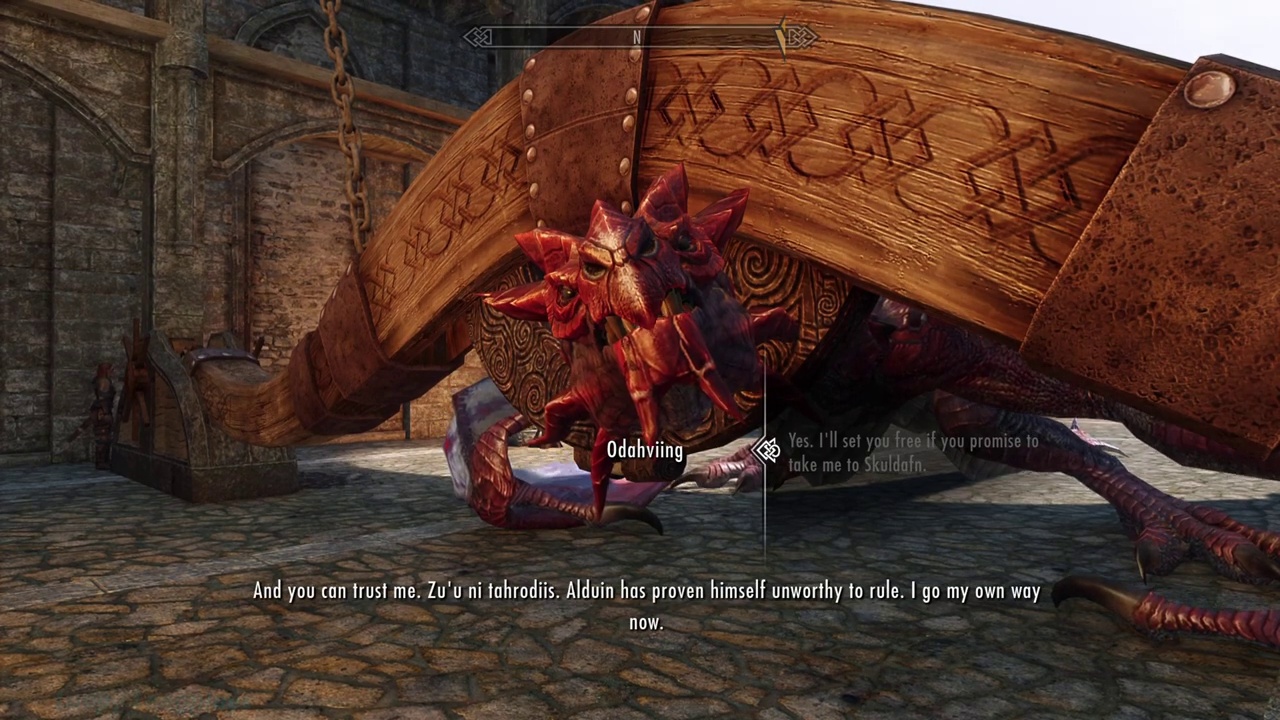 N
Odahviing
Yes. I'll set you free if you promise to
take me to Skuldafn.
And you can trust me. Zu'u ni tahrodiis. Alduin has proven himself unworthy to rule. I go my own way
now.